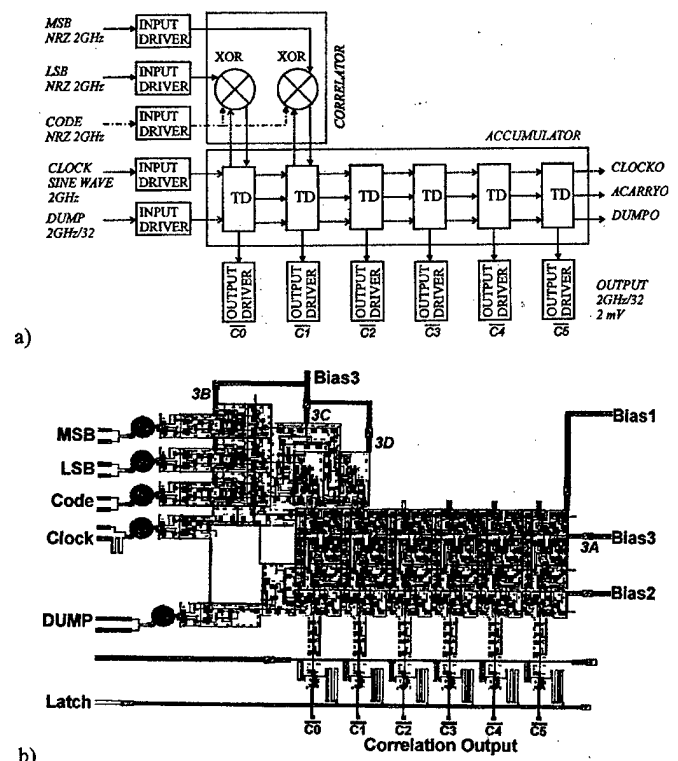 MSB
NRZ 2GHz
INPUT
DRIVER
LSB
NRZ 2GHz
INPUT
DRIVER
CODE
NRZ 2GHz
INPUT
DRIVER
XOR
XOR
CORRELATOR
ACCUMULATOR
CLOCK
SINE WAVE
2GHz
INPUT
DRIVER
DUMP
2GHz/32
INPUT
DRIVER
TD
TD
TD
TD
TD
TD
CLOCKO
ACARRYO
DUMPO
OUTPUT
DRIVER
OUTPUT
DRIVER
OUTPUT
DRIVER
OUTPUT
DRIVER
OUTPUT
DRIVER
OUTPUT
DRIVER
C0
C1
C2
C3
C4
C5
OUTPUT
2GHz/32
2 mV
a)
3B
Bias3
3C
3D
Bias1
MSB
LSB
Code
Clock
3A
Bias3
Bias2
DUMP
Latch
C0
C1
C2
C3
C4
C5
Correlation Output
b)